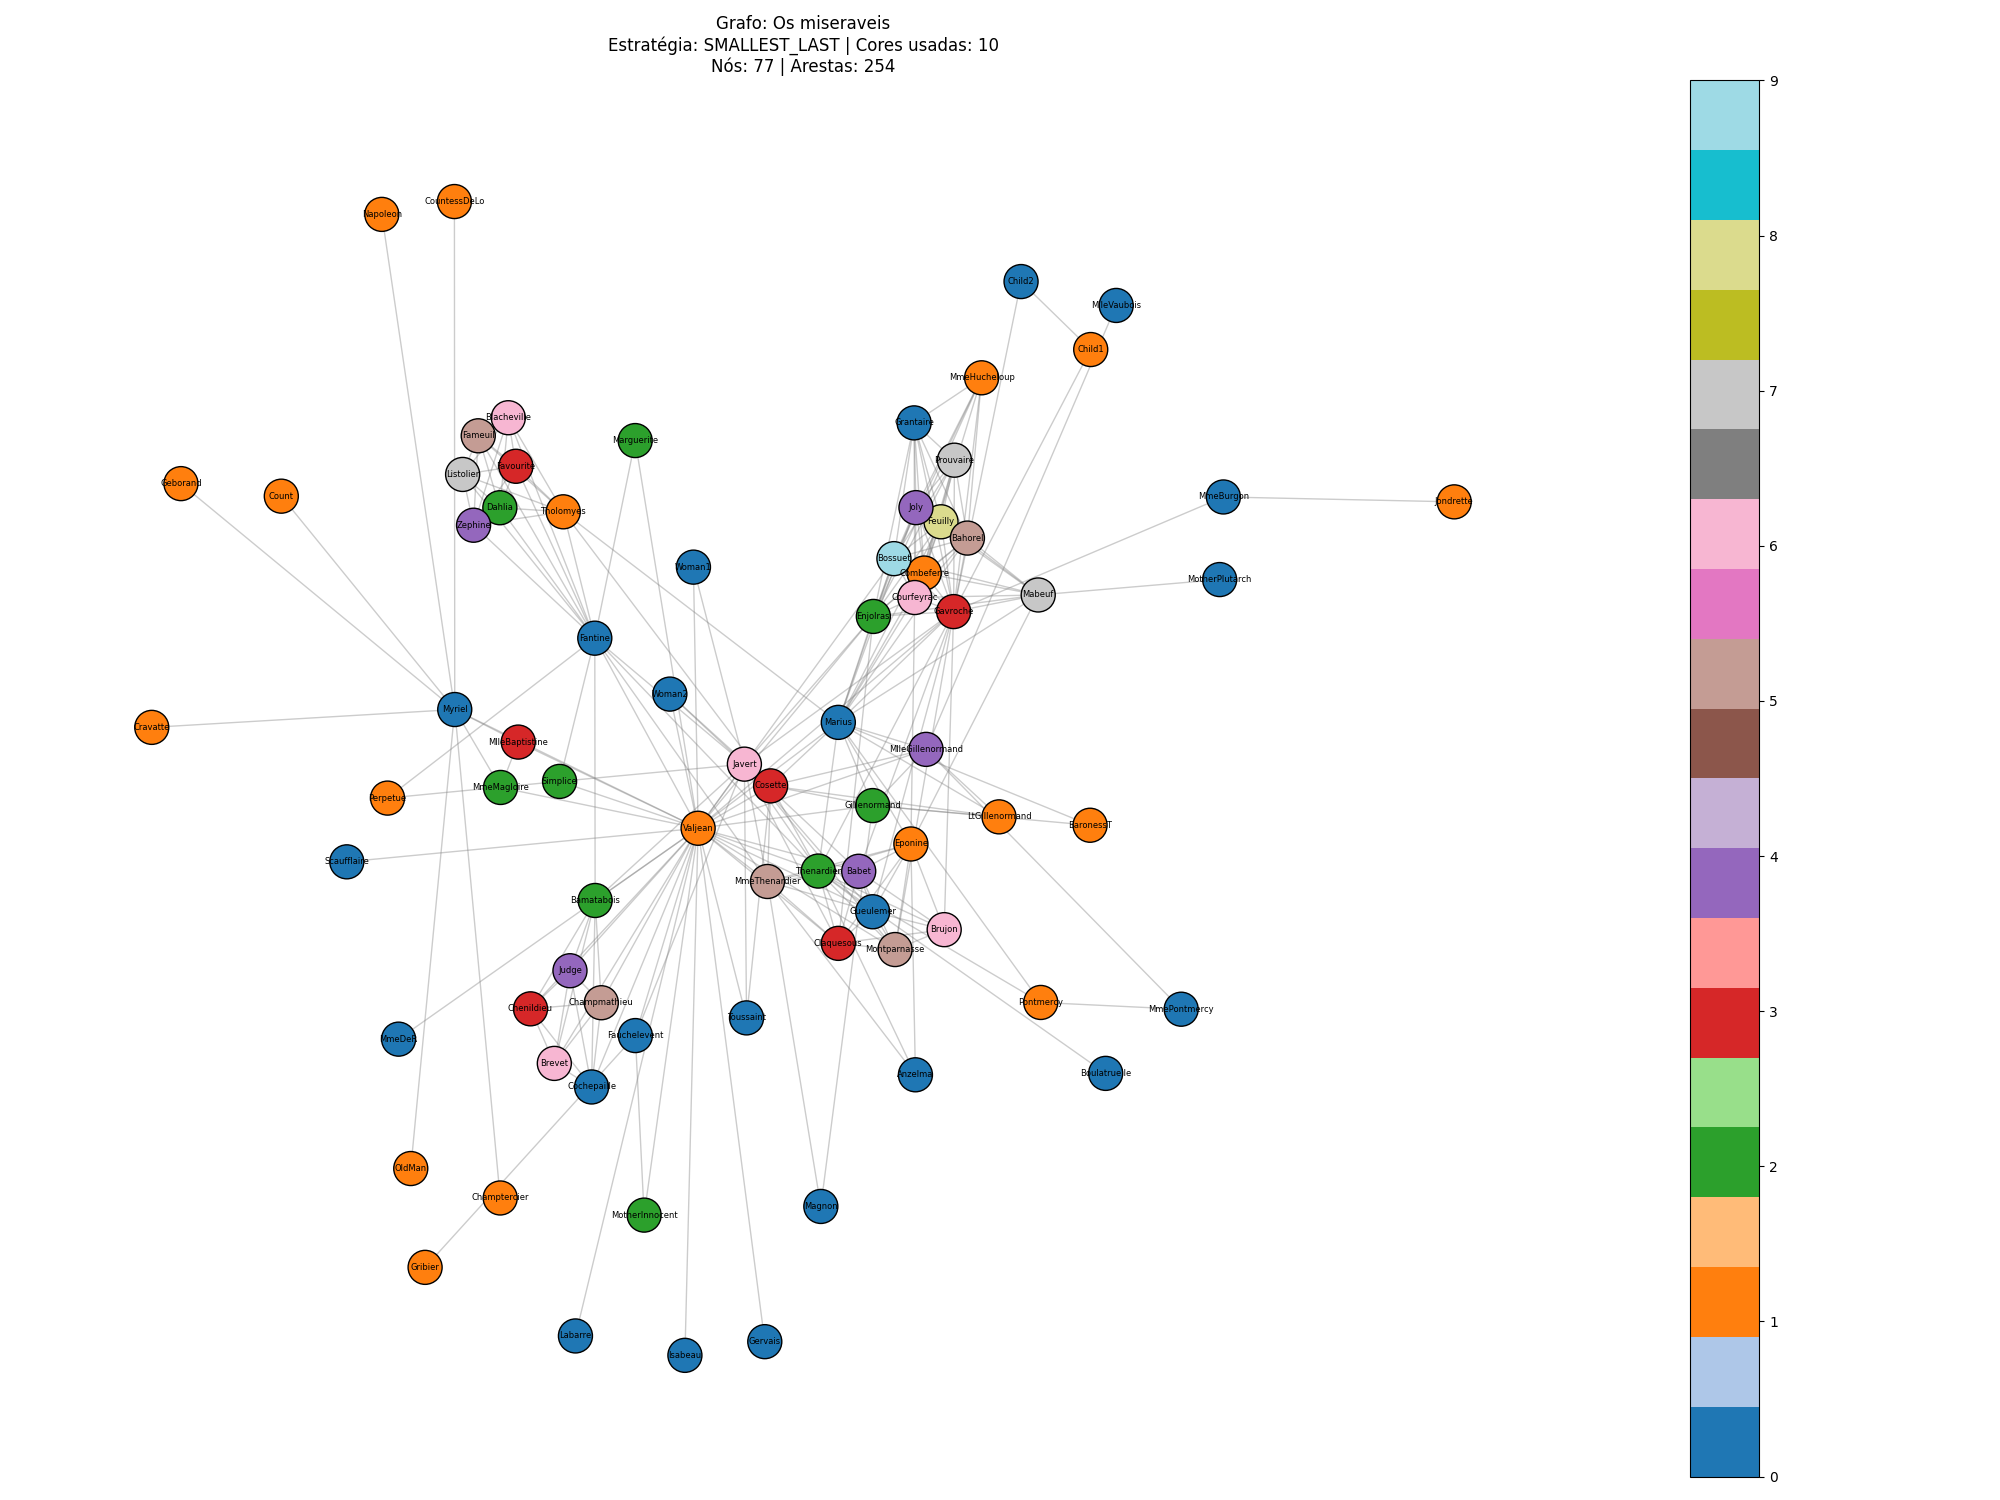 Grafo: Os miseraveis
Estratégia: SMALLEST_LAST | Cores usadas: 10
Nós: 77 | Arestas: 254
9
CountessDeLo
Napoleon
8
Child2
MlleVaubois
Child1
MmeHucheloup
7
Blacheville
Grantaire
Fameuil
Marguerite
Prouvaire
Favourite
Listolier
Geborand
Count
MmeBurgon
Jondrette
Dahlia
Joly
Tholomyes
Feuilly
Zephine
Bahorel
6
Bossuet
Woman1
Combeferre
MotherPlutarch
Mabeuf
Courfeyrac
Gavroche
Enjolras
Fantine
Woman2
5
Myriel
Marius
Cravatte
MlleBaptistine
MlleGillenormand
Javert
Simplice
Cosette
MmeMagloire
Perpetue
Gillenormand
LtGillenormand
BaronessT
Valjean
Eponine
4
Scaufflaire
Thenardier
Babet
MmeThenardier
Bamatabois
Gueulemer
Brujon
Claquesous
Montparnasse
Judge
Champmathieu
Pontmercy
Chenildieu
MmePontmercy
3
Toussaint
Fauchelevent
MmeDeR
Brevet
Boulatruelle
Anzelma
Cochepaille
2
OldMan
Champtercier
Magnon
MotherInnocent
Gribier
1
Labarre
Gervais
Isabeau
0